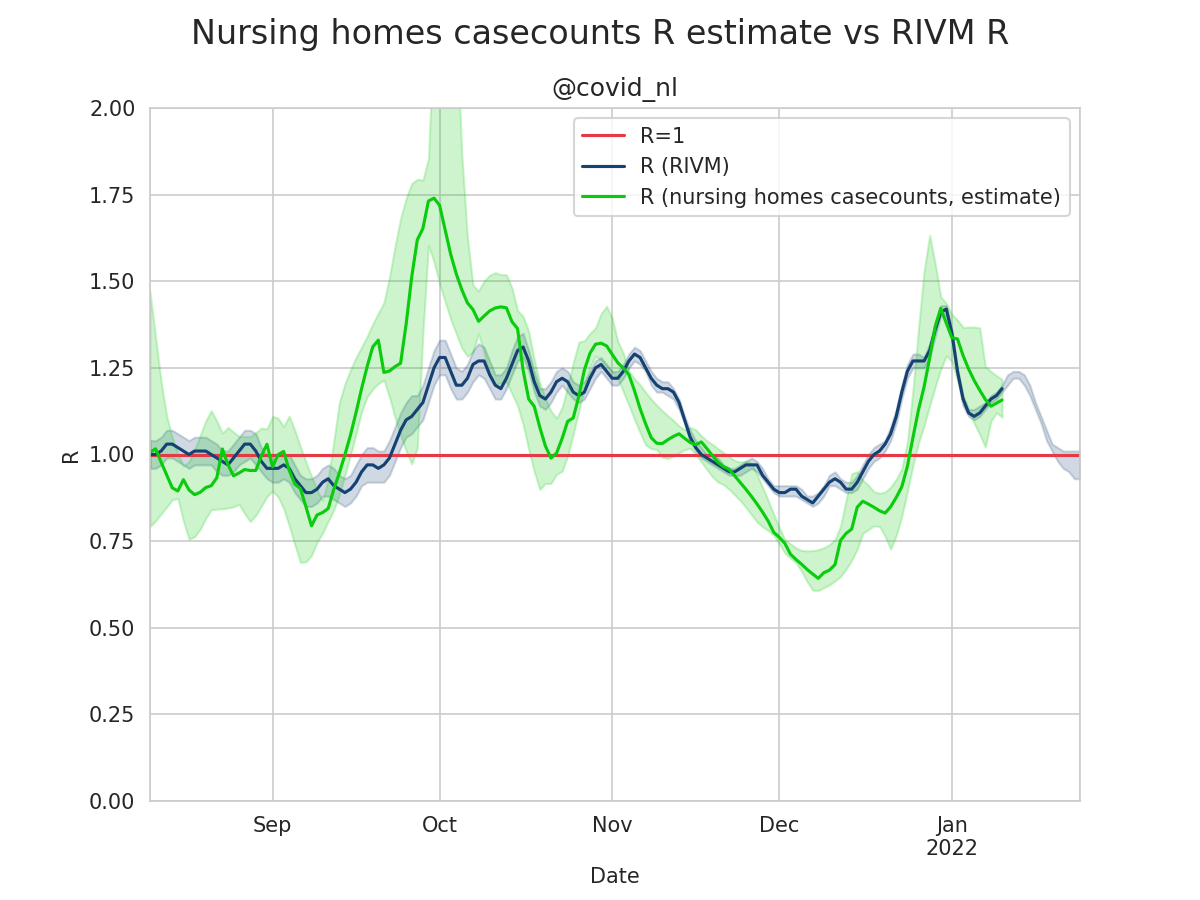 Nursing homes casecounts R estimate vs RIVM R
@covid_nl
R=1
R (RIVM)
R (nursing homes casecounts, estimate)
2.00
1.75
1.50
1.25
1.00
0.75
0.50
0.25
0.00
R
Sep
Oct
Nov
Dec
Jan
2022
Date